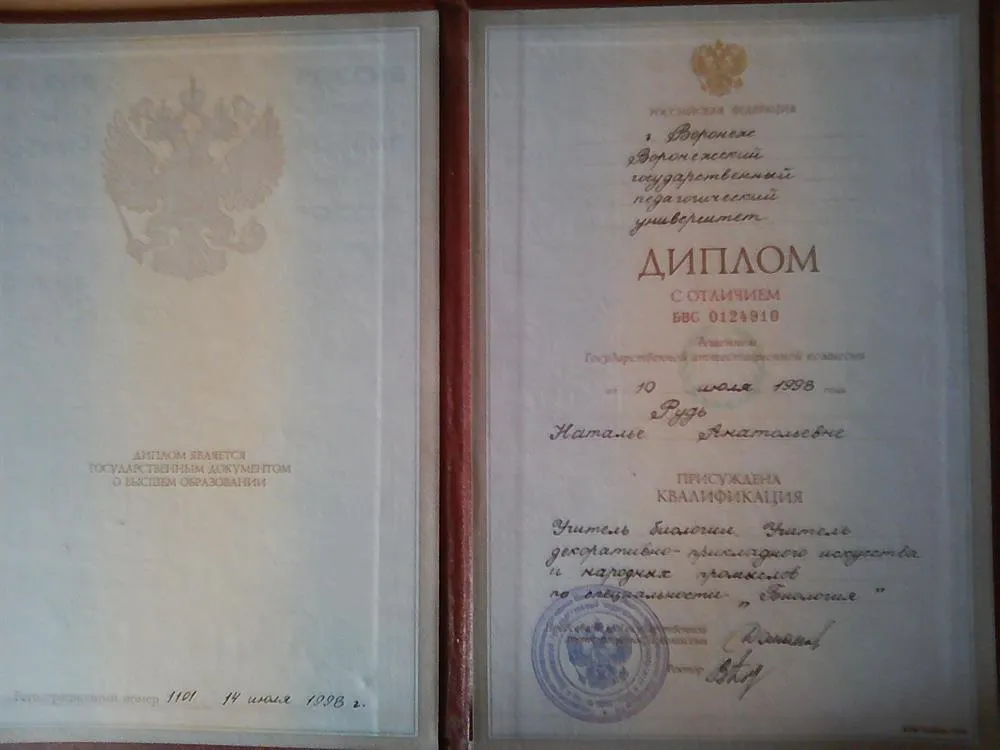 ДИПЛОМ ЯВЛЯЕТСЯ
ГОСУДАРСТВЕННЫМ ДОКУМЕНТОМ
О ВЫСШЕМ ОБРАЗОВАНИИ
Регистрационный номер 1101 14 июля 1998 г.
РОССИЙСКАЯ ФЕДЕРАЦИЯ
г. Воронеж
Воронежский
государственный
педагогический
университет
ДИПЛОМ
С ОТЛИЧИЕМ
БВС 0124910
Решением
Государственной аттестационной комиссии
от 10 июля 1998 года
Рудь
Наталье Анатольевне
ПРИСУЖДЕНА
КВАЛИФИКАЦИЯ
Учитель биологии. Учитель
декоративно-прикладного искусства
и народных промыслов
по специальности „Биология"
Ректор